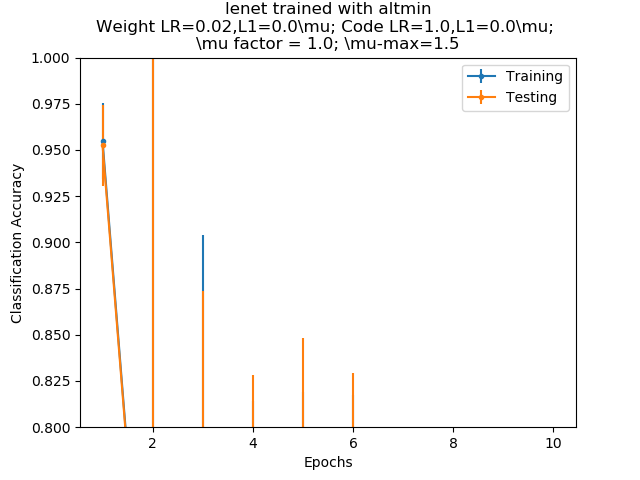 lenet trained with altmin
Weight LR=0.02,L1=0.0\mu; Code LR=1.0,L1=0.0\mu;
\mu factor = 1.0; \mu-max=1.5
Training
Testing
1.000
0.975
0.950
0.925
0.900
0.875
0.850
0.825
0.800
Classification Accuracy
2 4 6 8 10
Epochs